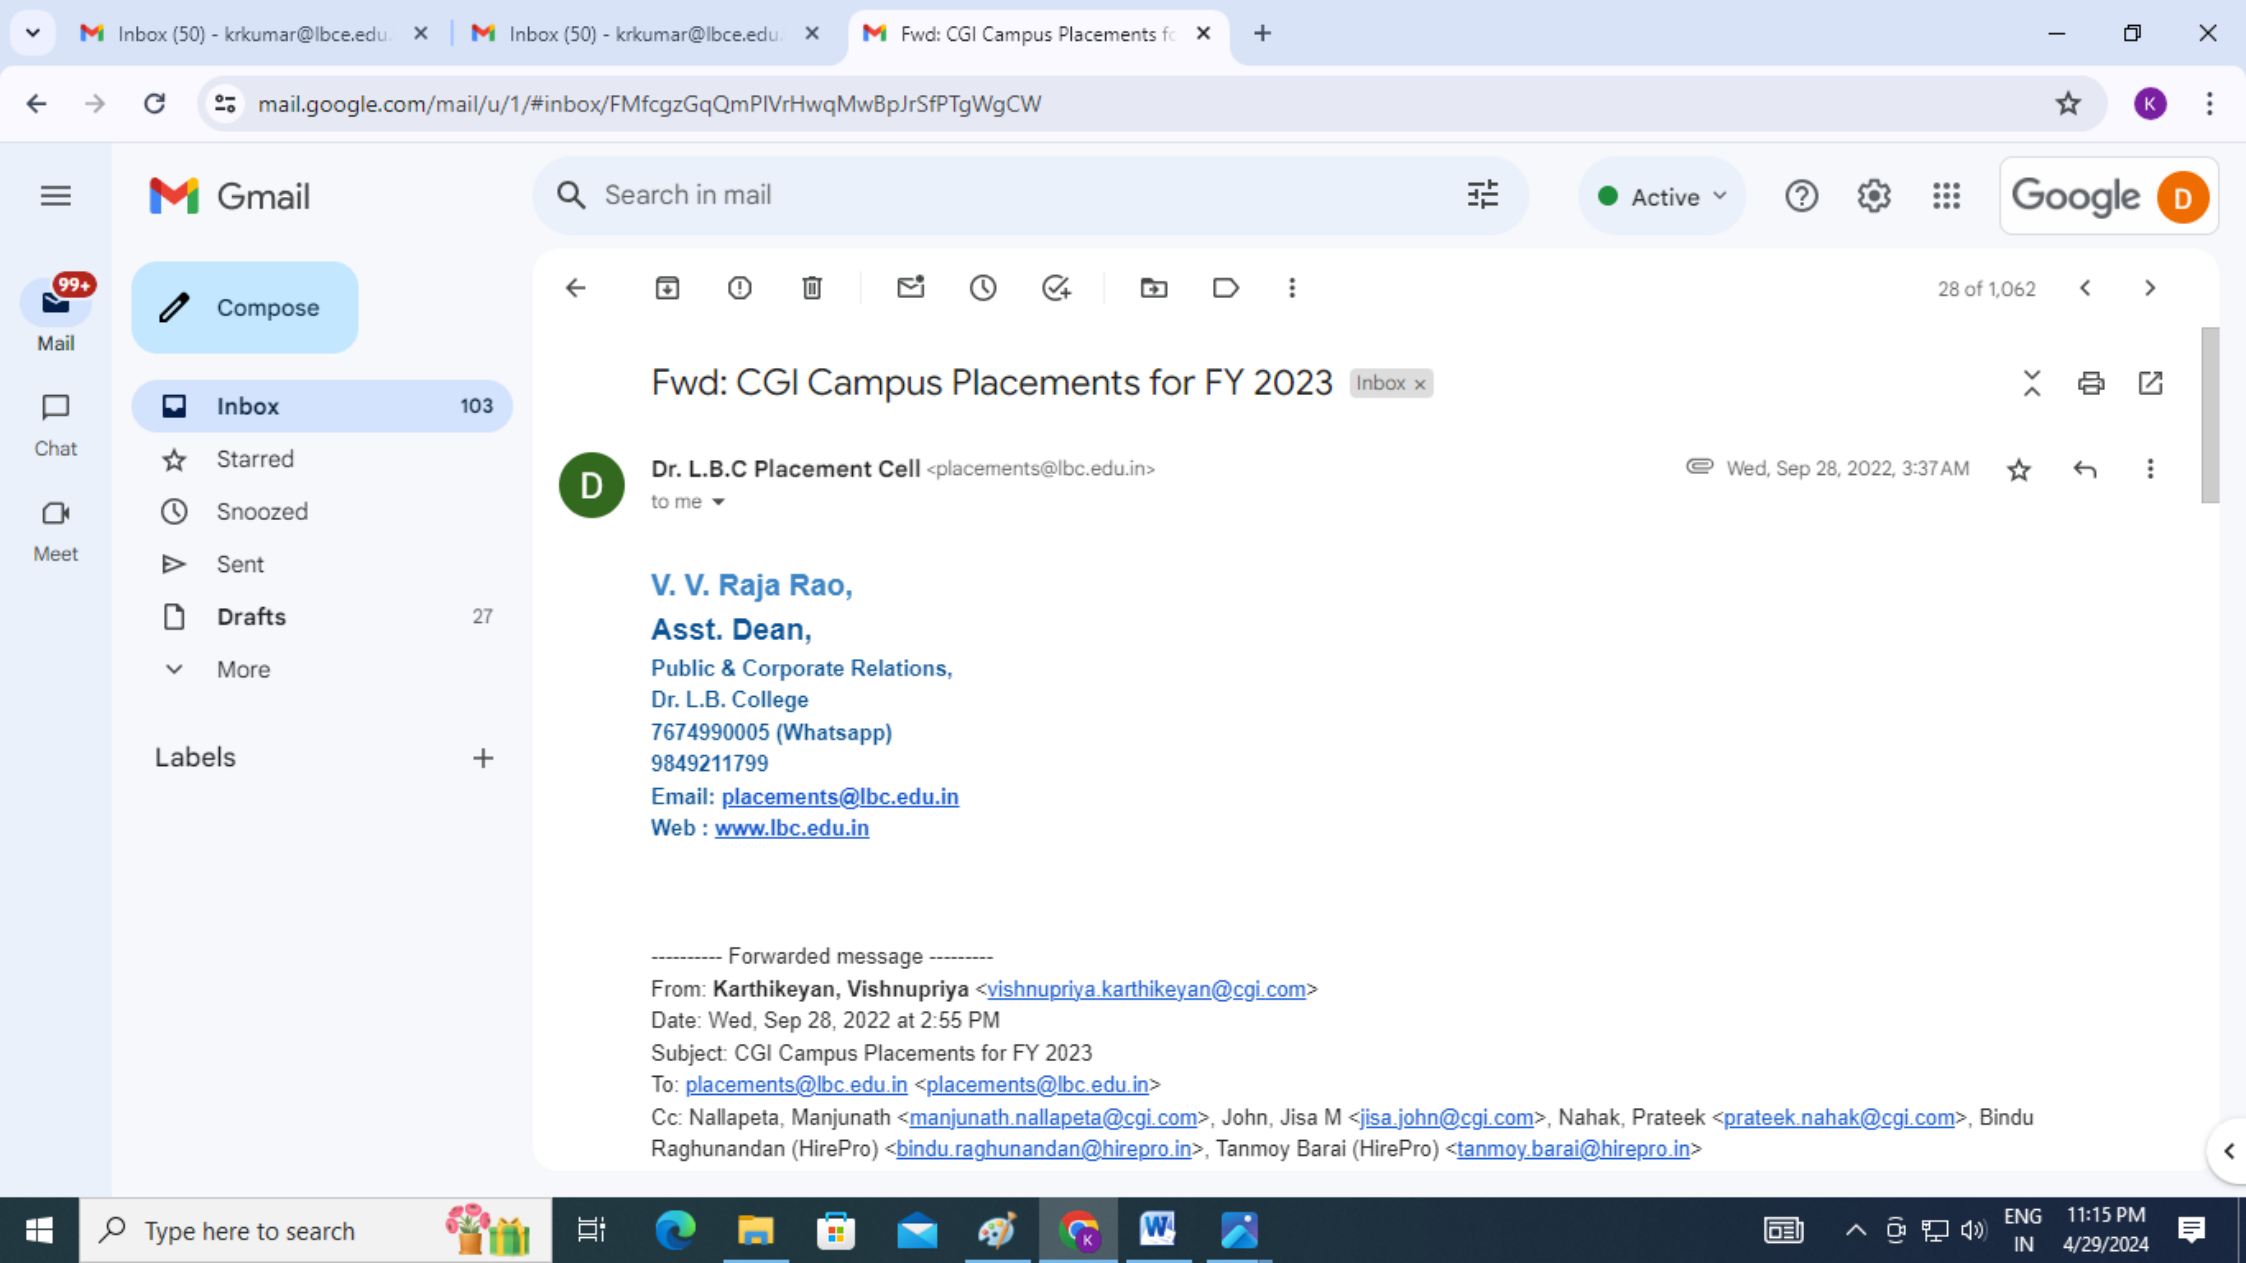 Inbox (50) - krkumar@lbce.edu.
Inbox (50) - krkumar@lbce.edu.
Fwd: CGI Campus Placements fo
mail.google.com/mail/u/1/#inbox/FMfcgzGqQmPlVrHwqMwBpJrSfPTgWgCW
K
Gmail
Search in mail
Active
Google
D
99+
Mail
Chat
Meet
Compose
Inbox 103
Starred
Snoozed
Sent
Drafts 27
More
Labels
28 of 1,062
Fwd: CGI Campus Placements for FY 2023 Inbox ×
D
Dr. L.B.C Placement Cell <placements@lbc.edu.in>
Wed, Sep 28, 2022, 3:37 AM
to me
V. V. Raja Rao,
Asst. Dean,
Public & Corporate Relations,
Dr. L.B. College
7674990005 (Whatsapp)
9849211799
Email: placements@lbc.edu.in
Web : www.lbc.edu.in
---------- Forwarded message ---------
From: Karthikeyan, Vishnupriya <vishnupriya.karthikeyan@cgi.com>
Date: Wed, Sep 28, 2022 at 2:55 PM
Subject: CGI Campus Placements for FY 2023
To: placements@lbc.edu.in <placements@lbc.edu.in>
Cc: Nallapeta, Manjunath <manjunath.nallapeta@cgi.com>, John, Jisa M <jisa.john@cgi.com>, Nahak, Prateek <prateek.nahak@cgi.com>, Bindu
Raghunandan (HirePro) <bindu.raghunandan@hirepro.in>, Tanmoy Barai (HirePro) <tanmoy.barai@hirepro.in>
Type here to search
W
K
ENG
IN
11:15 PM
4/29/2024